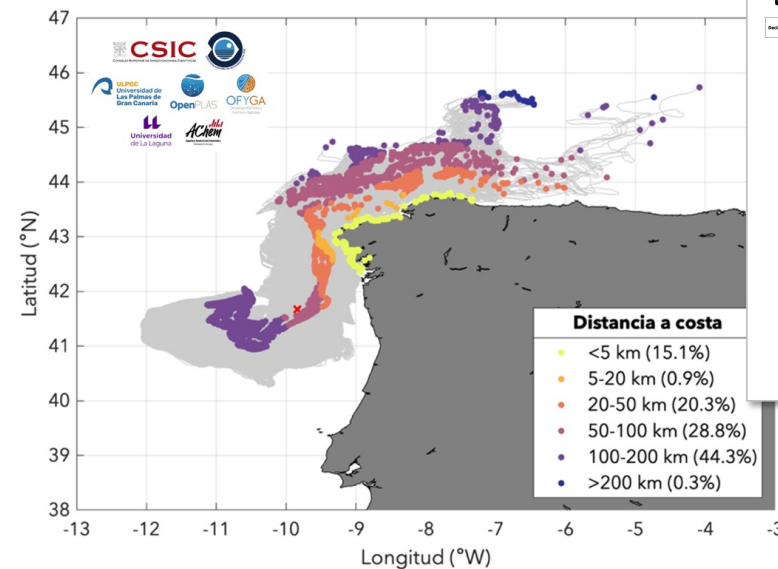 47
46
45
44
43
42
41
40
39
38
Latitud (°N)
CSIC
CONSEJO SUPERIOR DE INVESTIGACIONES CIENTÍFICAS
ULPGC
Universidad de
Las Palmas de
Gran Canaria
OpenPLAS
OFYGA
Universidad
de La Laguna
AChem
Distancia a costa
<5 km (15.1%)
5-20 km (0.9%)
20-50 km (20.3%)
50-100 km (28.8%)
100-200 km (44.3%)
>200 km (0.3%)
-13 -12 -11 -10 -9 -8 -7 -6 -5 -4 -3
Longitud (°W)